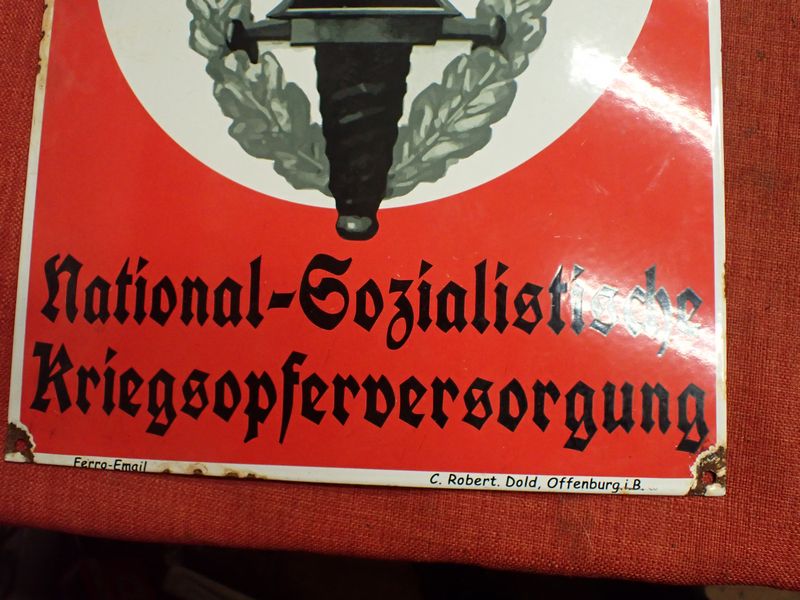 National-Sozialistische
Kriegsopferversorgung
Ferro-Email
C. Robert. Dold, Offenburg.i.B.